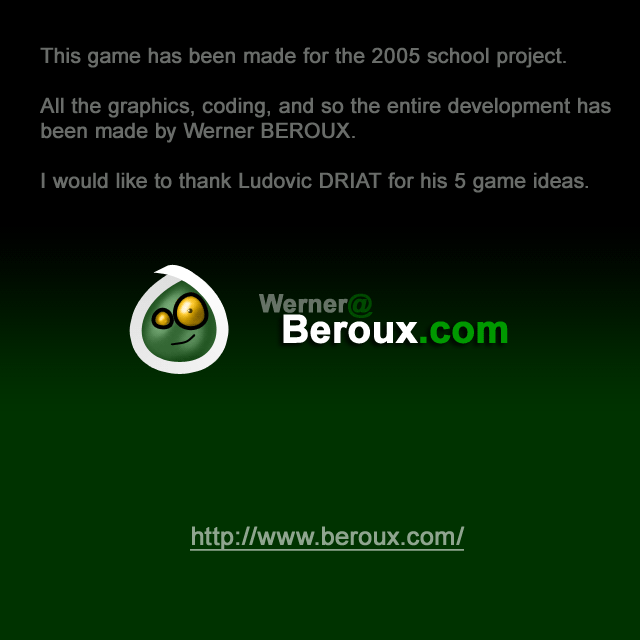 This game has been made for the 2005 school project.
All the graphics, coding, and so the entire development has
been made by Werner BEROUX.
I would like to thank Ludovic DRIAT for his 5 game ideas.
Werner@
Beroux.com
http://www.beroux.com/